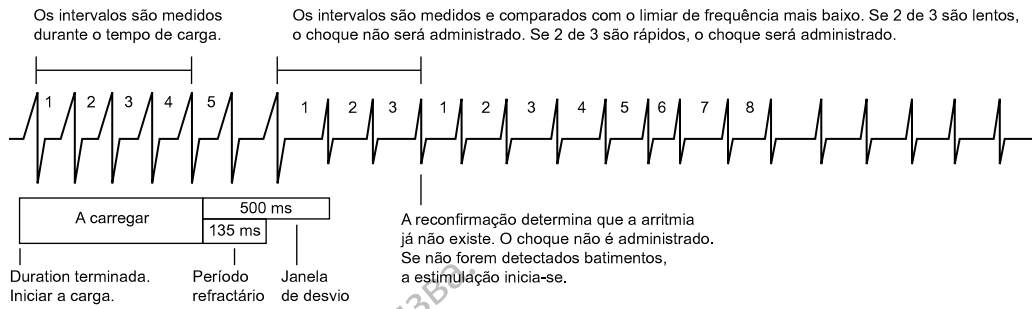 Os intervalos são medidos
durante o tempo de carga.
Os intervalos são medidos e comparados com o limiar de frequência mais baixo. Se 2 de 3 são lentos,
o choque não será administrado. Se 2 de 3 são rápidos, o choque será administrado.
1 2 3 4 5 1 2 3 1 2 3 4 5 6 7 8
A carregar
500 ms
135 ms
Duration terminada.
Iniciar a carga.
Período
refractário
Janela
de desvio
A reconfirmação determina que a arritmia
já não existe. O choque não é administrado.
Se não forem detectados batimentos,
a estimulação inicia-se.